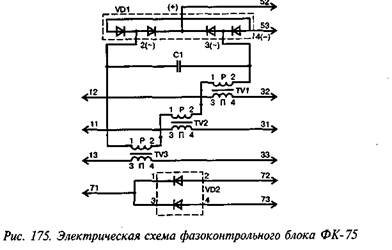 52
VD1
(+)
53
2(~)
3(~)
4(~)
C1
1 P 2
12
TV1
32
3 П 4
1 P 2
11
TV2
31
3 П 4
1 P 2
13
TV3
33
3 П 4
71
1
2
72
VD2
3
4
73
Рис. 175. Электрическая схема фазоконтрольного блока ФК-75